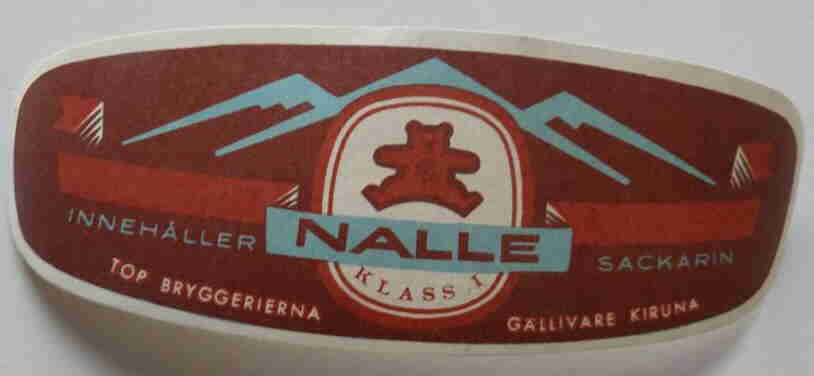 INNEHÅLLER
NALLE
SACKARIN
KLASS I
TOP BRYGGERIERNA
GÄLLIVARE KIRUNA